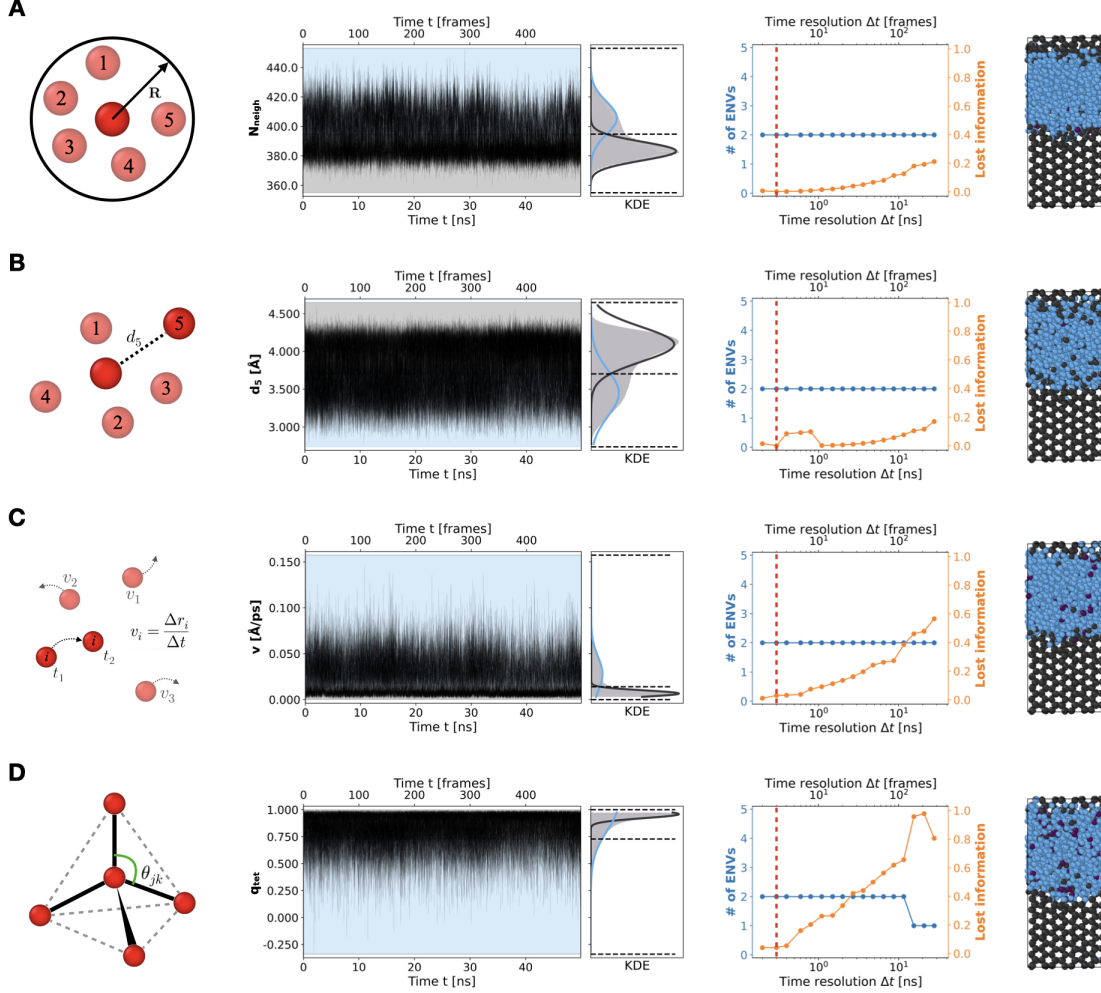 A
1
2
3
4
5
R
Time t [frames]
0 100 200 300 400
N_neigh
440.0
420.0
400.0
380.0
360.0
0 10 20 30 40
Time t [ns]
KDE
Time resolution Δt [frames]
10¹ 10²
# of ENVs
5
4
3
2
1
0
10⁰ 10¹
Time resolution Δt [ns]
1.0
0.8
0.6
0.4
0.2
0.0
Lost information
B
1
2
3
4
5
d₅
Time t [frames]
0 100 200 300 400
d₅ [Å]
4.500
4.000
3.500
3.000
0 10 20 30 40
Time t [ns]
KDE
Time resolution Δt [frames]
10¹ 10²
# of ENVs
5
4
3
2
1
0
10⁰ 10¹
Time resolution Δt [ns]
1.0
0.8
0.6
0.4
0.2
0.0
Lost information
C
v₂
v₁
i
i
t₁
t₂
v₃
vᵢ = Δrᵢ / Δt
Time t [frames]
0 100 200 300 400
v [Å/ps]
0.150
0.100
0.050
0.000
0 10 20 30 40
Time t [ns]
KDE
Time resolution Δt [frames]
10¹ 10²
# of ENVs
5
4
3
2
1
0
10⁰ 10¹
Time resolution Δt [ns]
1.0
0.8
0.6
0.4
0.2
0.0
Lost information
D
θ_jk
Time t [frames]
0 100 200 300 400
q_tet
1.000
0.750
0.500
0.250
0.000
-0.250
0 10 20 30 40
Time t [ns]
KDE
Time resolution Δt [frames]
10¹ 10²
# of ENVs
5
4
3
2
1
0
10⁰ 10¹
Time resolution Δt [ns]
1.0
0.8
0.6
0.4
0.2
0.0
Lost information